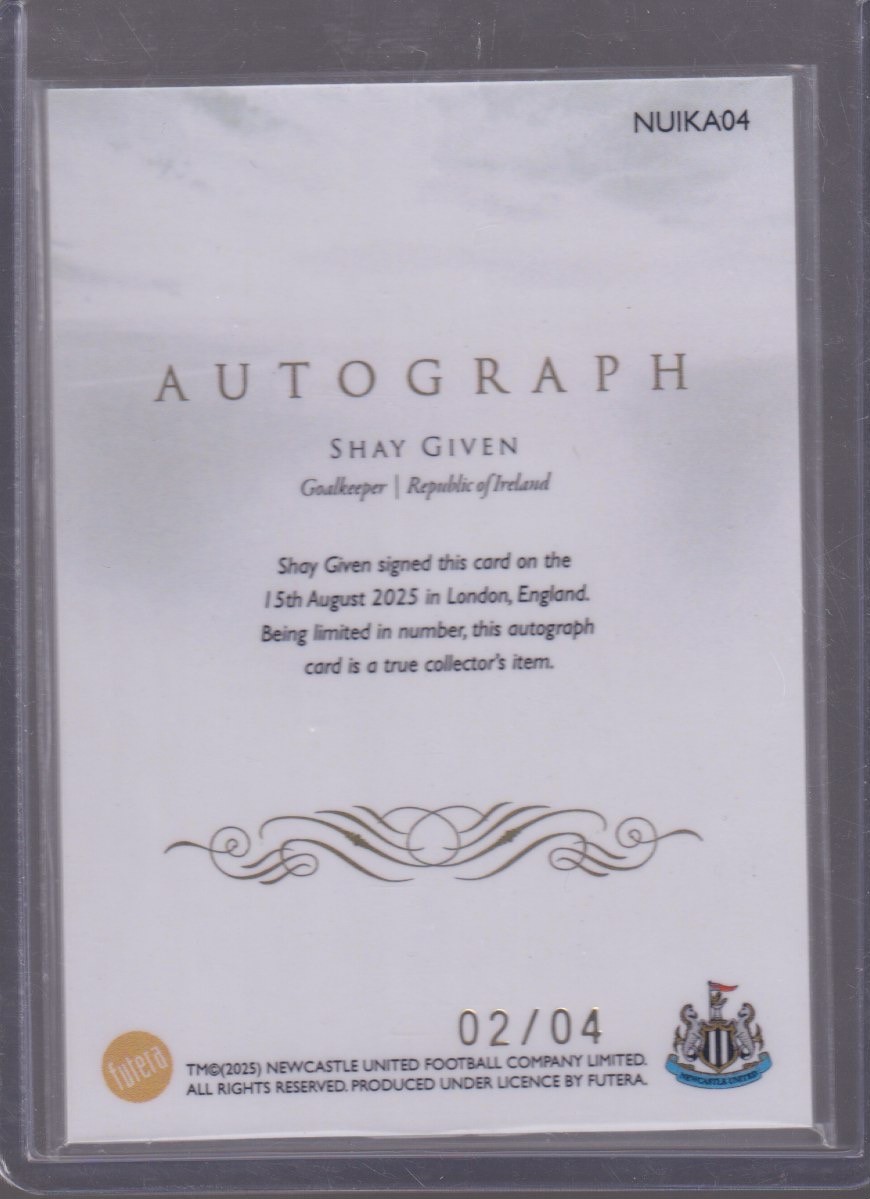 NUIKA04
AUTOGRAPH
SHAY GIVEN
Goalkeeper | Republic of Ireland
Shay Given signed this card on the
15th August 2025 in London, England.
Being limited in number, this autograph
card is a true collector's item.
02/04
futera
TM©(2025) NEWCASTLE UNITED FOOTBALL COMPANY LIMITED.
ALL RIGHTS RESERVED. PRODUCED UNDER LICENCE BY FUTERA.
NEWCASTLE UNITED